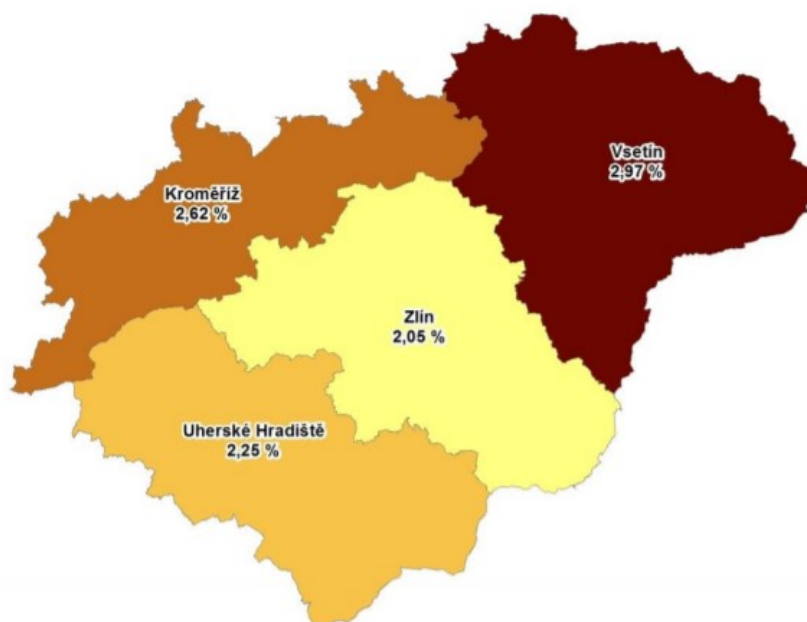 Vsetín
2,97 %
Kroměříž
2,62 %
Zlín
2,05 %
Uherské Hradiště
2,25 %